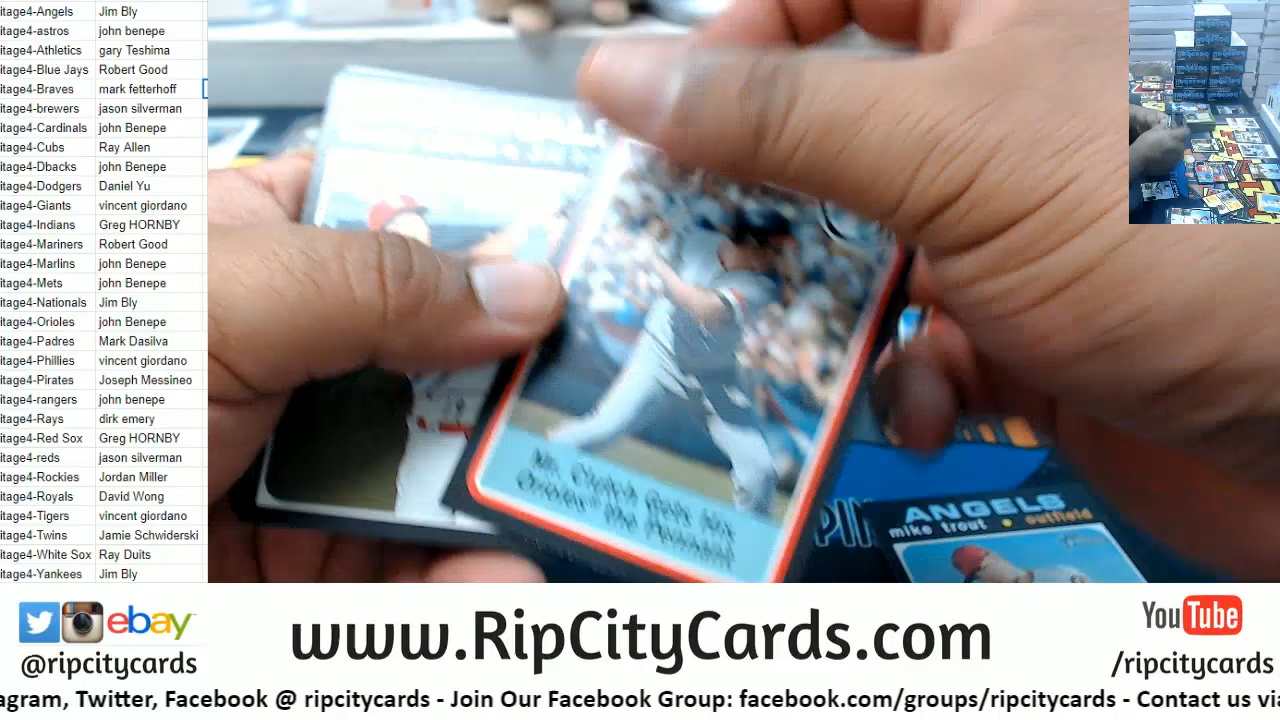 itage4-Angels Jim Bly
itage4-astros john benepe
itage4-Athletics gary Teshima
itage4-Blue Jays Robert Good
itage4-Braves mark fetterhoff
itage4-brewers jason silverman
itage4-Cardinals john Benepe
itage4-Cubs Ray Allen
itage4-Dbacks john Benepe
itage4-Dodgers Daniel Yu
itage4-Giants vincent giordano
itage4-Indians Greg HORNBY
itage4-Mariners Robert Good
itage4-Marlins john Benepe
itage4-Mets john Benepe
itage4-Nationals Jim Bly
itage4-Orioles john Benepe
itage4-Padres Mark Dasilva
itage4-Phillies vincent giordano
itage4-Pirates Joseph Messineo
itage4-rangers john benepe
itage4-Rays dirk emery
itage4-Red Sox Greg HORNBY
itage4-reds jason silverman
itage4-Rockies Jordan Miller
itage4-Royals David Wong
itage4-Tigers vincent giordano
itage4-Twins Jamie Schwiderski
itage4-White Sox Ray Duits
itage4-Yankees Jim Bly
ANGELS
mike trout • outfield
ebay
@ripcitycards
www.RipCityCards.com
YouTube
/ripcitycards
agram, Twitter, Facebook @ ripcitycards - Join Our Facebook Group: facebook.com/groups/ripcitycards - Contact us via